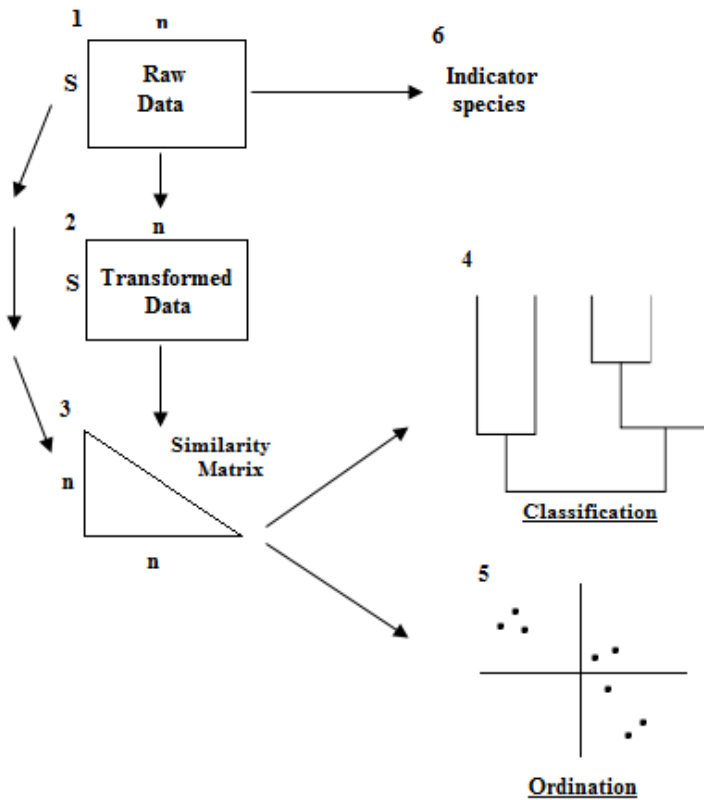 1
n
6
S
Raw
Data
Indicator
species
2
n
4
S
Transformed
Data
3
Similarity
Matrix
n
n
Classification
5
Ordination